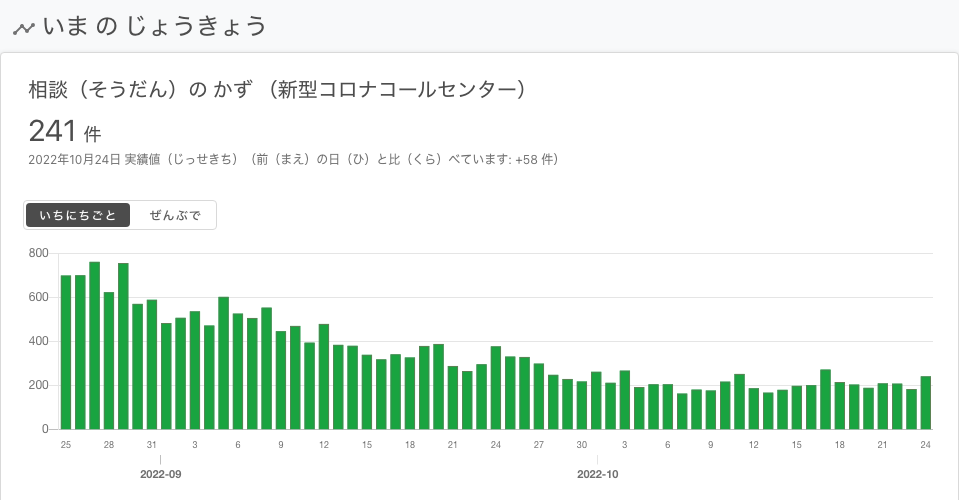 いま の じょうきょう
相談（そうだん）の かず （新型コロナコールセンター）
241 件
2022年10月24日 実績値（じっせきち）（前（まえ）の日（ひ）と比（くら）べています: +58 件）
いちにちごと ぜんぶで
800
600
400
200
0
25 28 31 3 6 9 12 15 18 21 24 27 30 3 6 9 12 15 18 21 24
2022-09 2022-10